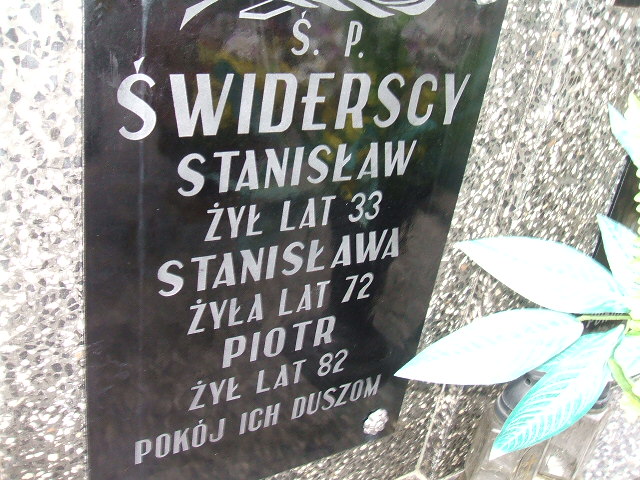 Ś. P.
ŚWIDERSCY
STANISŁAW
ŻYŁ LAT 33
STANISŁAWA
ŻYŁA LAT 72
PIOTR
ŻYŁ LAT 82
POKÓJ ICH DUSZOM